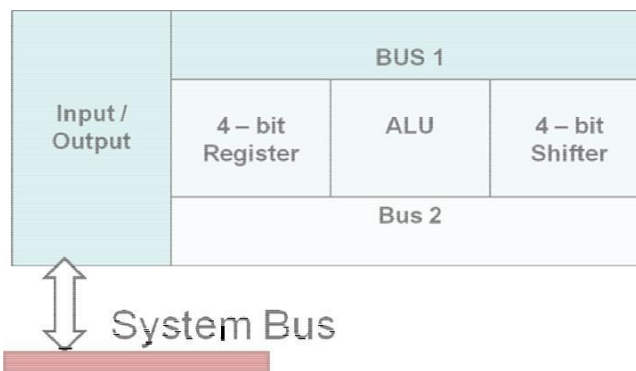 BUS 1
Input /
Output
4 – bit
Register
ALU
4 – bit
Shifter
Bus 2
System Bus